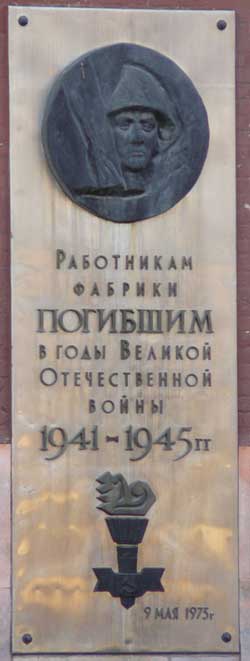 Работникам
фабрики
погибшим
в годы Великой
Отечественной
войны
1941-1945гг
9 мая 1975г